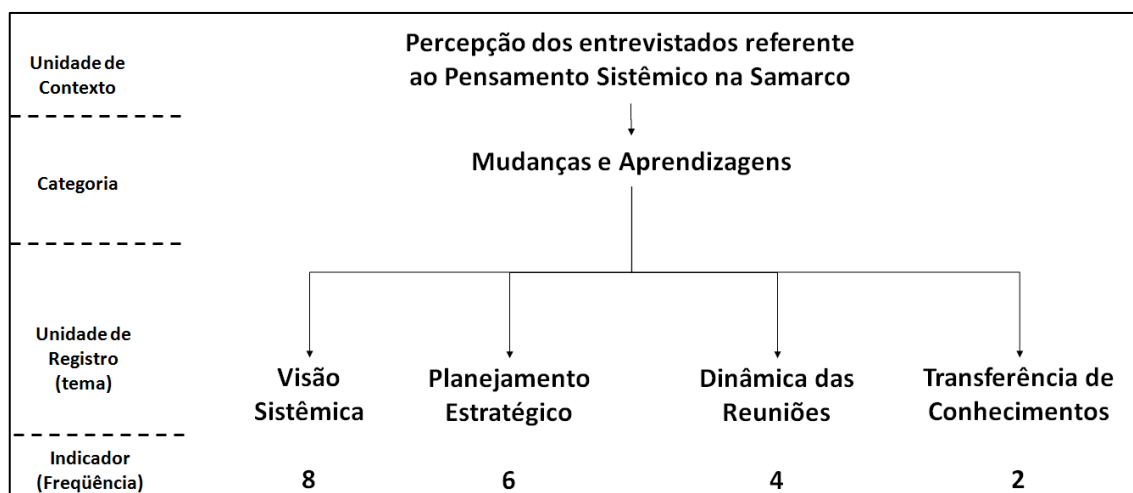 Unidade de
Contexto
Percepção dos entrevistados referente
ao Pensamento Sistêmico na Samarco
Categoria
Mudanças e Aprendizagens
Unidade de
Registro
(tema)
Visão
Sistêmica
Planejamento
Estratégico
Dinâmica das
Reuniões
Transferência de
Conhecimentos
Indicador
(Freqüência)
8
6
4
2